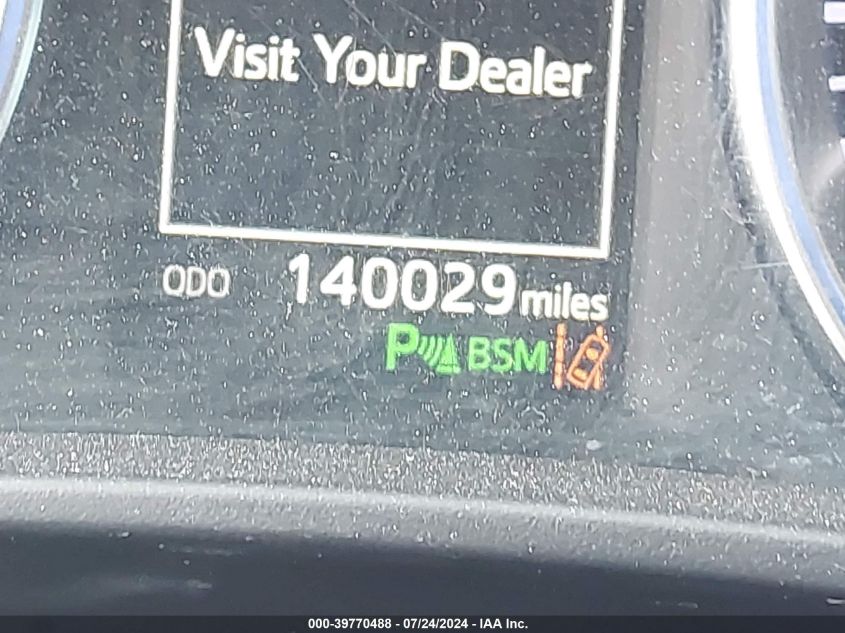 Visit Your Dealer
ODO 140029 miles
P BSM
000-39770488 - 07/24/2024 - IAA Inc.